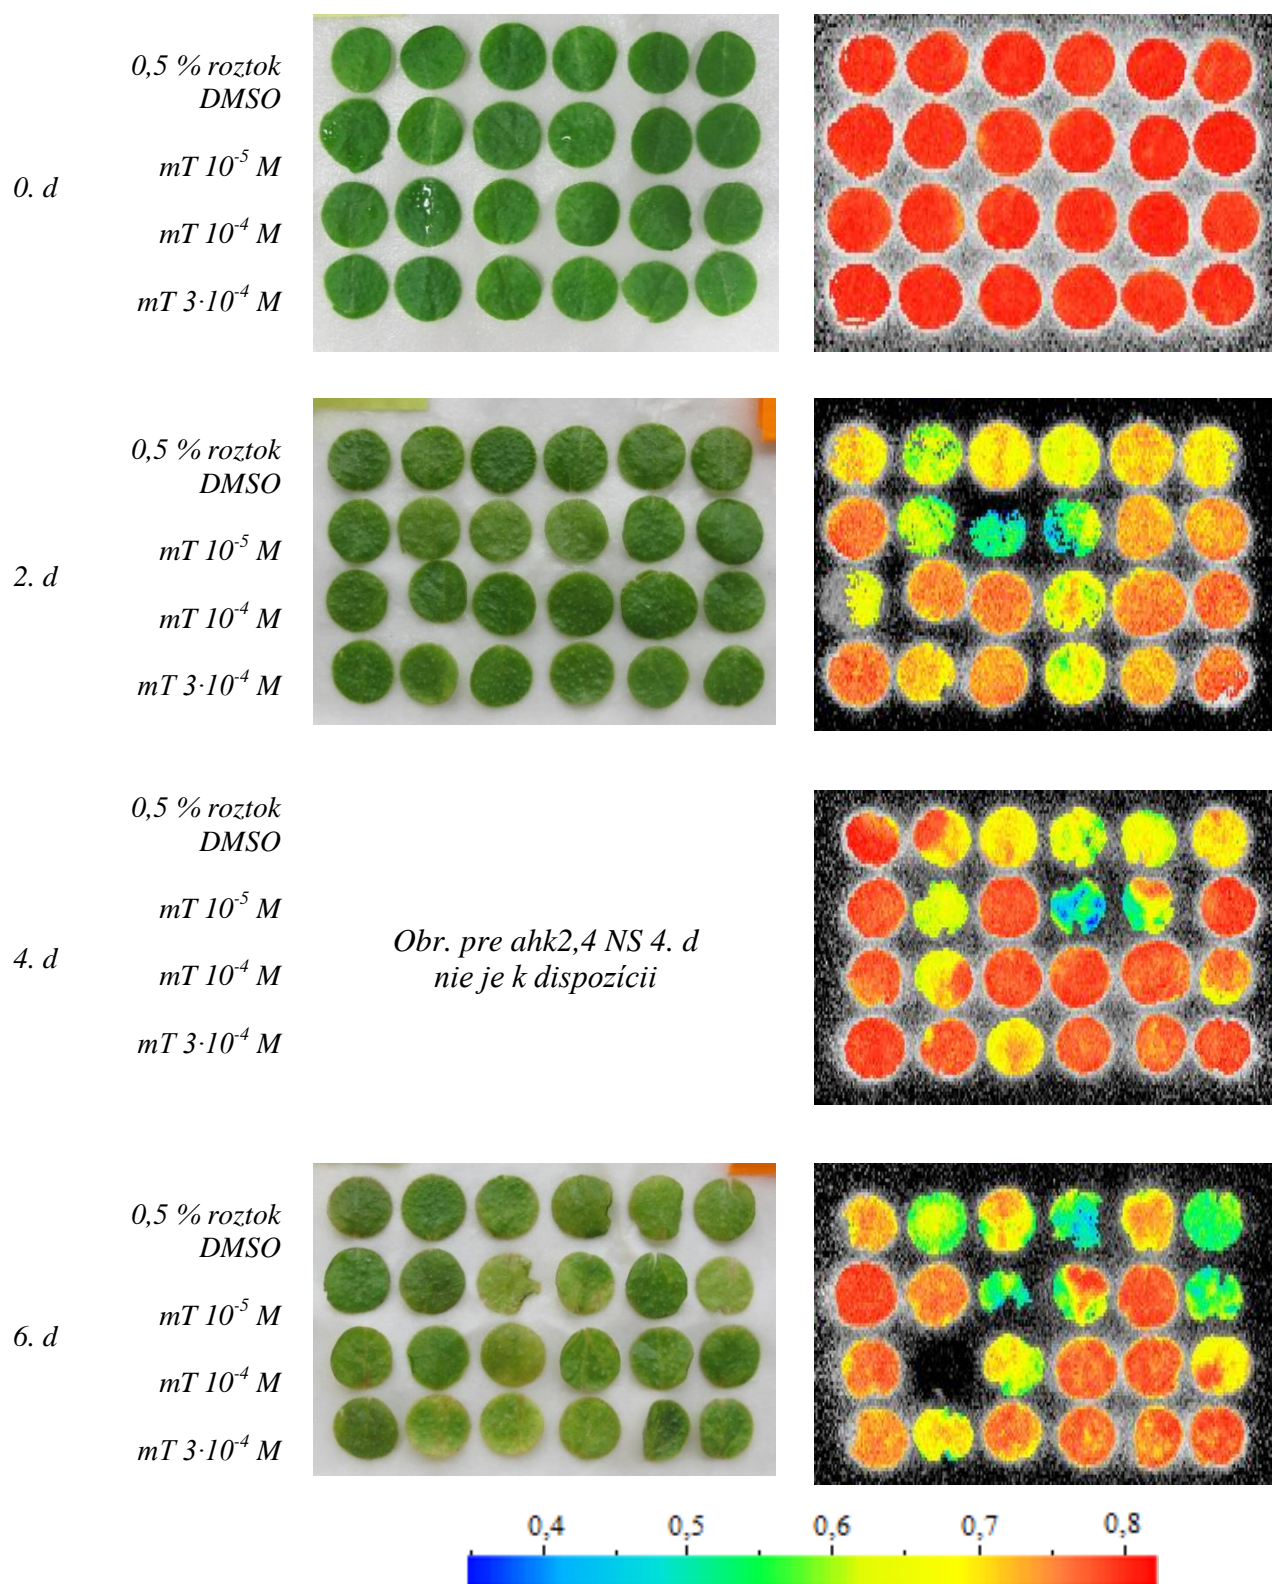 0,5 % roztok
DMSO
mT 10⁻⁵ M
0. d
mT 10⁻⁴ M
mT 3·10⁻⁴ M
0,5 % roztok
DMSO
mT 10⁻⁵ M
2. d
mT 10⁻⁴ M
mT 3·10⁻⁴ M
0,5 % roztok
DMSO
mT 10⁻⁵ M
4. d
mT 10⁻⁴ M
mT 3·10⁻⁴ M
Obr. pre ahk2,4 NS 4. d
nie je k dispozícii
0,5 % roztok
DMSO
mT 10⁻⁵ M
6. d
mT 10⁻⁴ M
mT 3·10⁻⁴ M
0,4 0,5 0,6 0,7 0,8